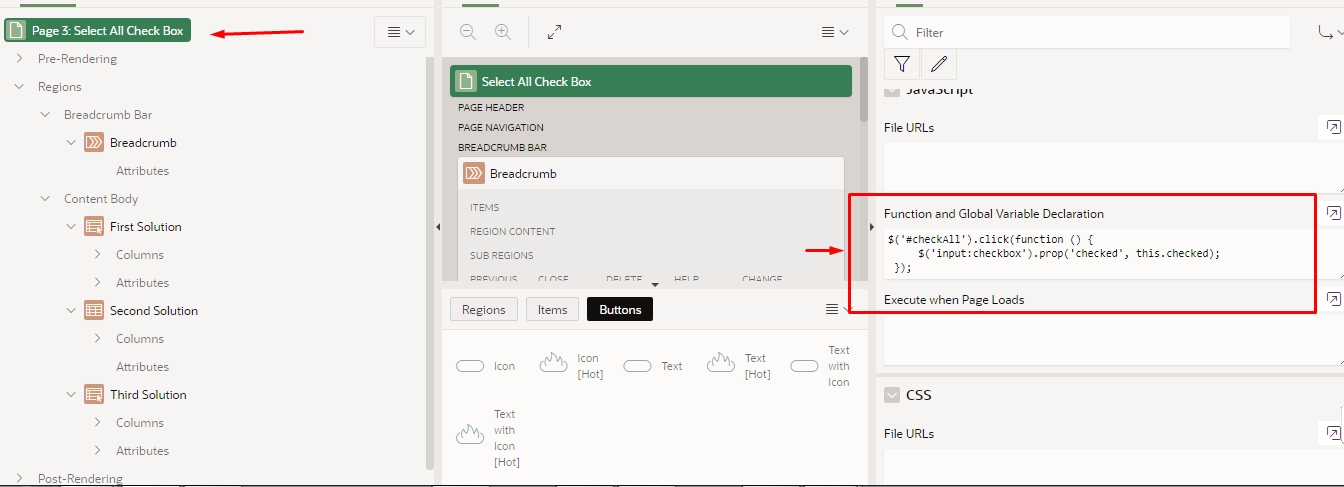 Page 3: Select All Check Box
Pre-Rendering
Regions
Breadcrumb Bar
Breadcrumb
Attributes
Content Body
First Solution
Columns
Attributes
Second Solution
Columns
Attributes
Third Solution
Columns
Attributes
Post-Rendering
Select All Check Box
PAGE HEADER
PAGE NAVIGATION
BREADCRUMB BAR
Breadcrumb
ITEMS
REGION CONTENT
SUB REGIONS
PREVIOUS CLOSE DELETE HELP CHANGE
Regions Items Buttons
Icon
Icon
[Hot]
Text
Text
[Hot]
Text
with
Icon
Text
with
Icon
[Hot]
Filter
JavaScript
File URLs
Function and Global Variable Declaration
$('#checkAll').click(function () {
$('input:checkbox').prop('checked', this.checked);
});
Execute when Page Loads
CSS
File URLs